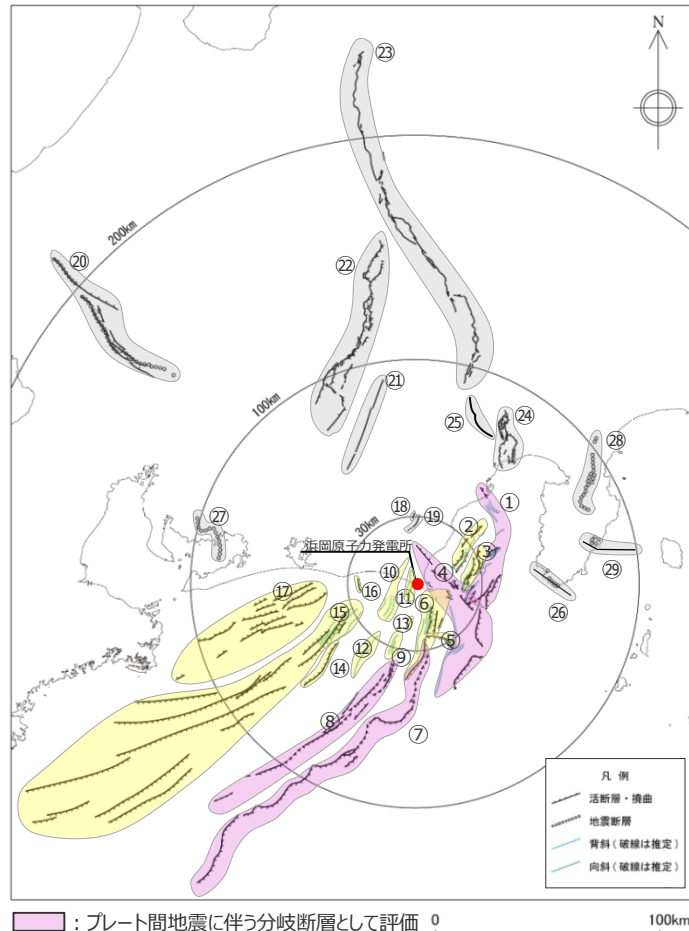 ㉓
N
200km
⑳
㉒
㉑
100km
㉔
㉕
㉘
①
⑱
⑲
30km
②
㉗
浜岡原子力発電所
③
④
㉙
⑩
⑯
⑰
⑪
㉖
⑥
⑮
⑬
⑤
⑫
⑨
⑭
⑧
⑦
凡 例
活断層・撓曲
地震断層
背斜(破線は推定)
向斜(破線は推定)
：プレート間地震に伴う分岐断層として評価 0 100km